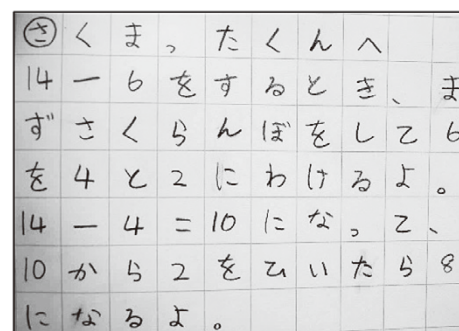 さくまったくんへ
14－6をするとき、ま
ずさくらんぼをして6
を4と2にわけるよ。
14－4＝10になって、
10から2をひいたら8
になるよ。